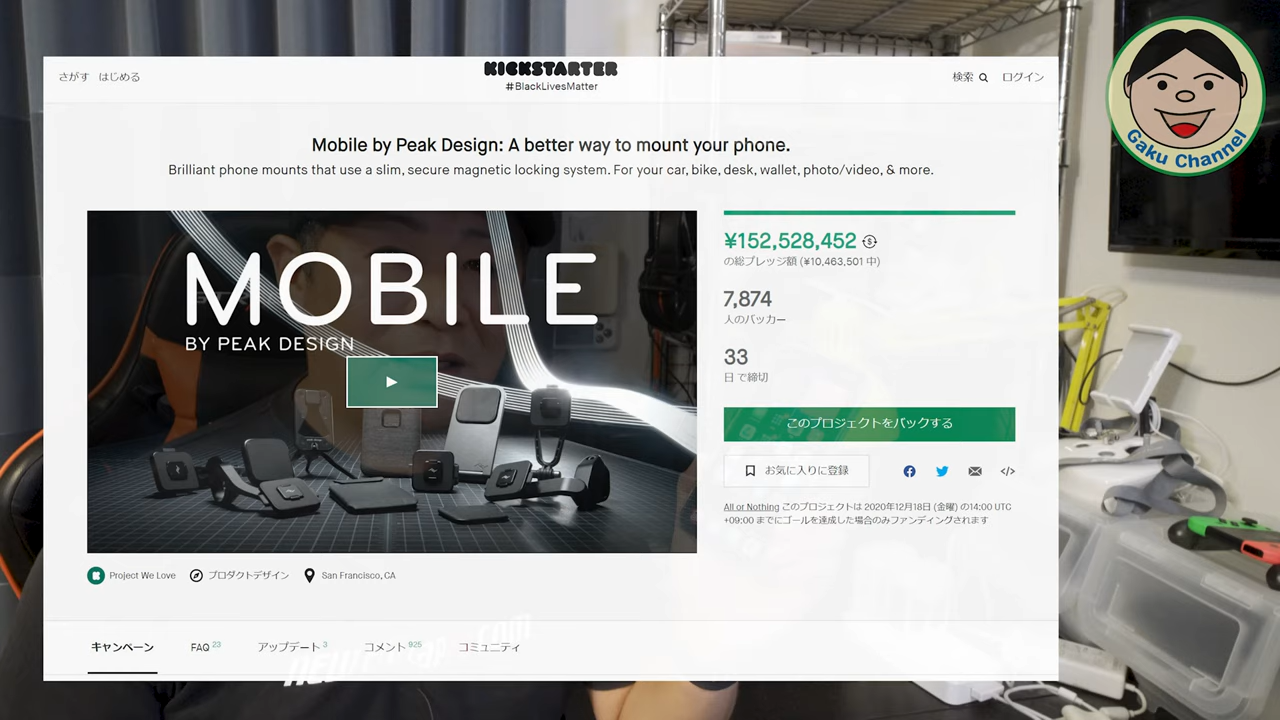 さがす はじめる
KICKSTARTER
#BlackLivesMatter
検索 ログイン
Gaku Channel
Mobile by Peak Design: A better way to mount your phone.
Brilliant phone mounts that use a slim, secure magnetic locking system. For your car, bike, desk, wallet, photo/video, & more.
MOBILE
BY PEAK DESIGN
¥152,528,452
の総プレッジ額 (¥10,463,501 中)
7,874
人のバッカー
33
日で締切
このプロジェクトをバックする
お気に入りに登録
All or Nothing このプロジェクトは 2020年12月18日 (金曜) の14:00 UTC
+09:00 までにゴールを達成した場合のみファンディングされます
Project We Love プロダクトデザイン San Francisco, CA
キャンペーン FAQ 23 アップデート 3 コメント 925 コミュニティ